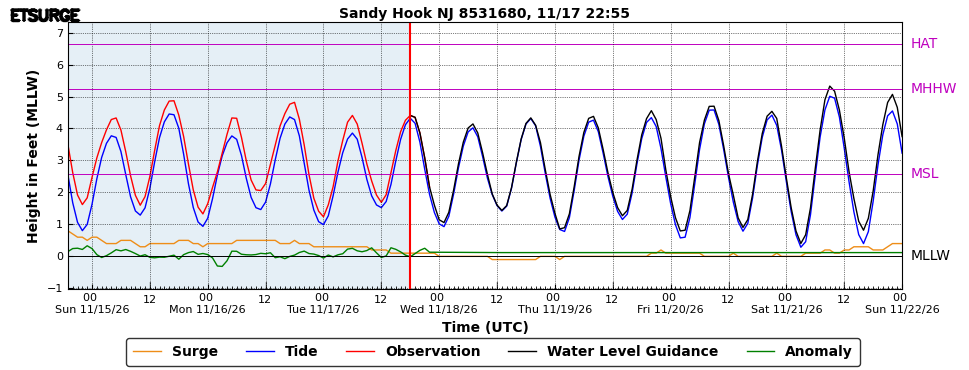 ETSURGE
Sandy Hook NJ 8531680, 11/17 22:55
Height in Feet (MLLW)
7
6
5
4
3
2
1
0
−1
HAT
MHHW
MSL
MLLW
00 12 00 12 00 12 00 12 00 12 00 12 00 12 00
Sun 11/15/26 Mon 11/16/26 Tue 11/17/26 Wed 11/18/26 Thu 11/19/26 Fri 11/20/26 Sat 11/21/26 Sun 11/22/26
Time (UTC)
Surge Tide Observation Water Level Guidance Anomaly